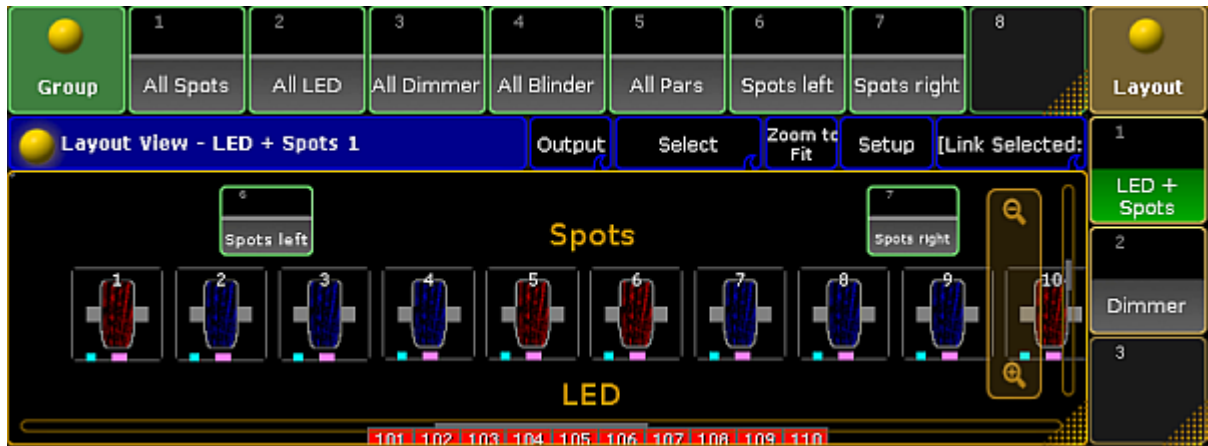 1 2 3 4 5 6 7 8
Group All Spots All LED All Dimmer All Blinder All Pars Spots left Spots right Layout
Layout View - LED + Spots 1 Output Select Zoom to Fit Setup [Link Selected:
1
LED +
Spots
6 7
Spots left Spots Spots right
2
Dimmer
1 2 3 4 5 6 7 8 9 10
3
LED
101 102 103 104 105 106 107 108 109 110